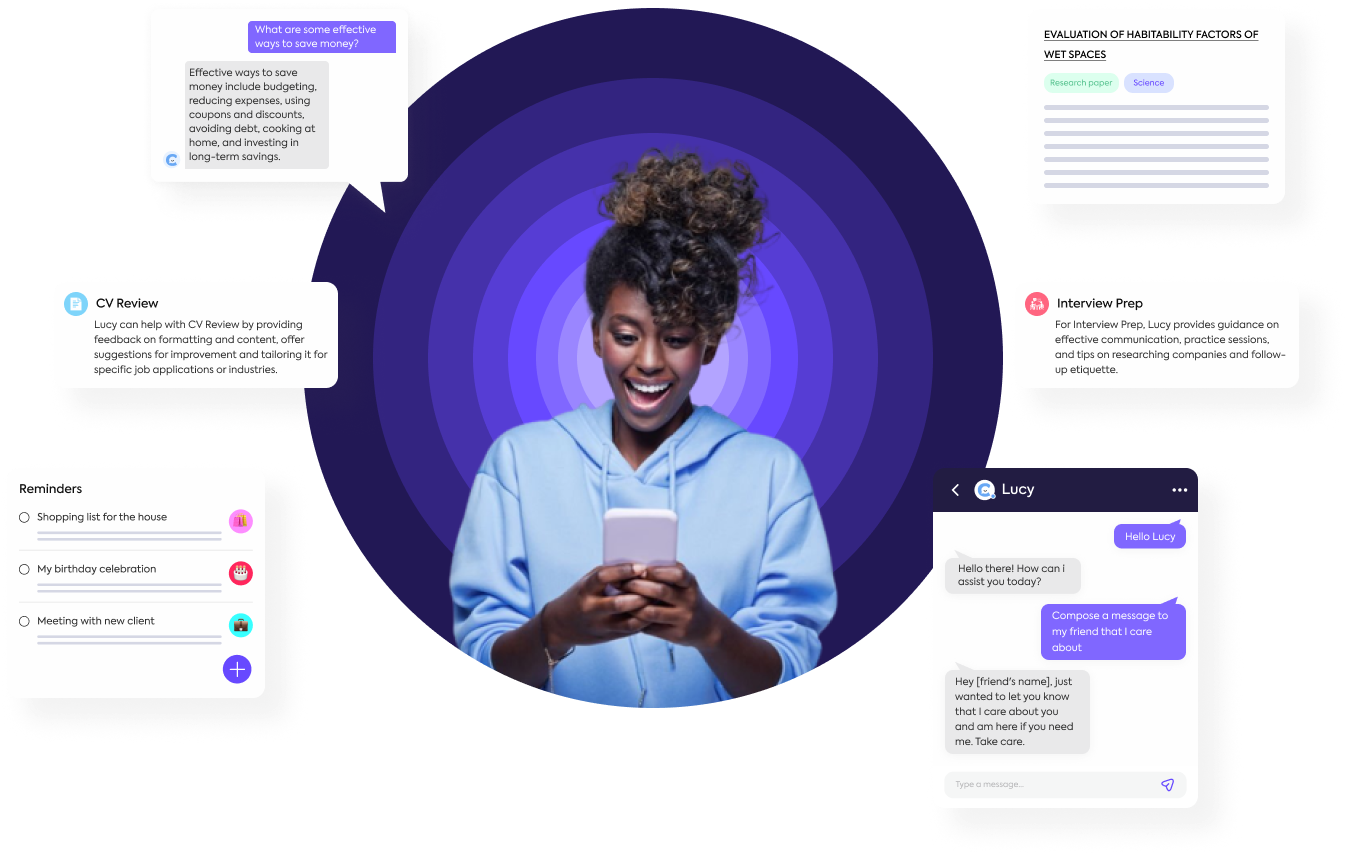 What are some effective
ways to save money?
Effective ways to save
money include budgeting,
reducing expenses, using
coupons and discounts,
avoiding debt, cooking at
home, and investing in
long-term savings.
EVALUATION OF HABITABILITY FACTORS OF
WET SPACES
Research paper
Science
CV Review
Lucy can help with CV Review by providing
feedback on formatting and content, offer
suggestions for improvement and tailoring it for
specific job applications or industries.
Interview Prep
For Interview Prep, Lucy provides guidance on
effective communication, practice sessions,
and tips on researching companies and follow-
up etiquette.
Reminders
Shopping list for the house
My birthday celebration
Meeting with new client
Lucy
Hello Lucy
Hello there! How can i
assist you today?
Compose a message to
my friend that I care
about
Hey [friend's name], just
wanted to let you know
that I care about you
and am here if you need
me. Take care.
Type a message...